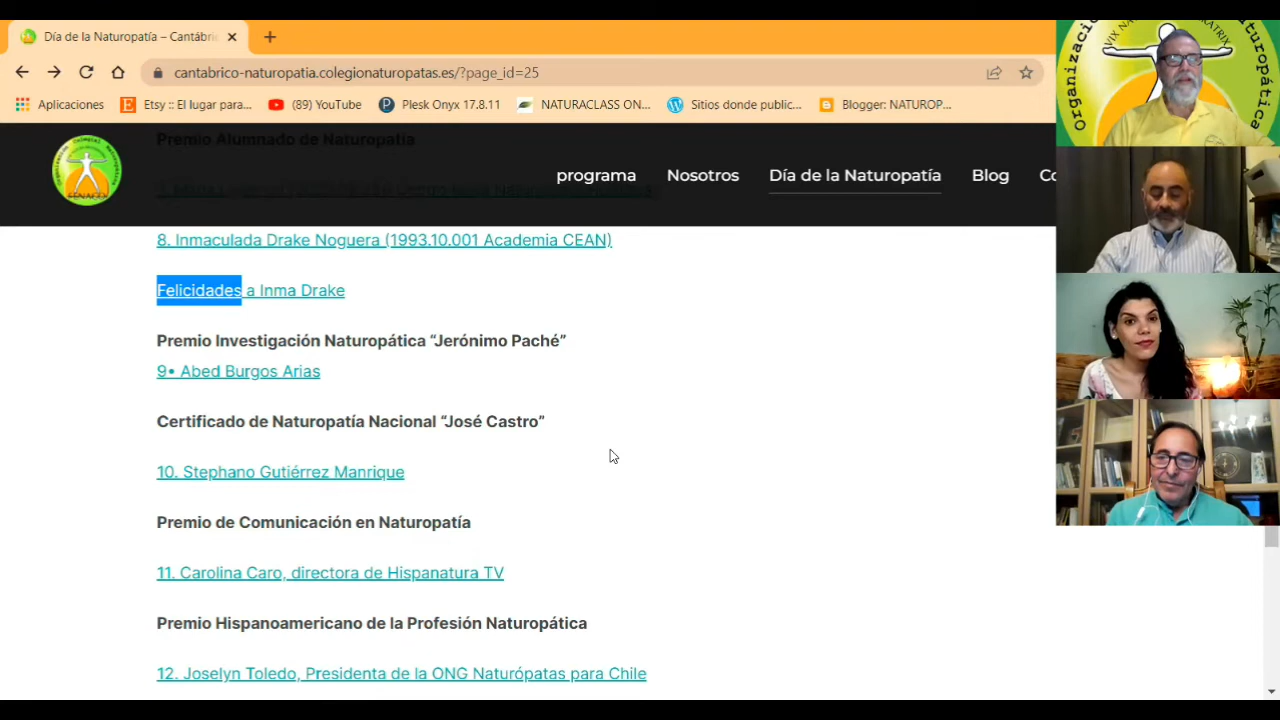 Día de la Naturopatía – Cantábri
cantabrico-naturopatia.colegionaturopatas.es/?page_id=25
Aplicaciones
Etsy :: El lugar para...
(89) YouTube
Plesk Onyx 17.8.11
NATURACLASS ON...
Sitios donde public...
Blogger: NATUROP...
Premio Alumnado de Naturopatía
programa
Nosotros
Día de la Naturopatía
Blog
Co
8. Inmaculada Drake Noguera (1993.10.001 Academia CEAN)
Felicidades a Inma Drake
Premio Investigación Naturopática “Jerónimo Paché”
9• Abed Burgos Arias
Certificado de Naturopatía Nacional “José Castro”
10. Stephano Gutiérrez Manrique
Premio de Comunicación en Naturopatía
11. Carolina Caro, directora de Hispanatura TV
Premio Hispanoamericano de la Profesión Naturopática
12. Joselyn Toledo, Presidenta de la ONG Naturópatas para Chile